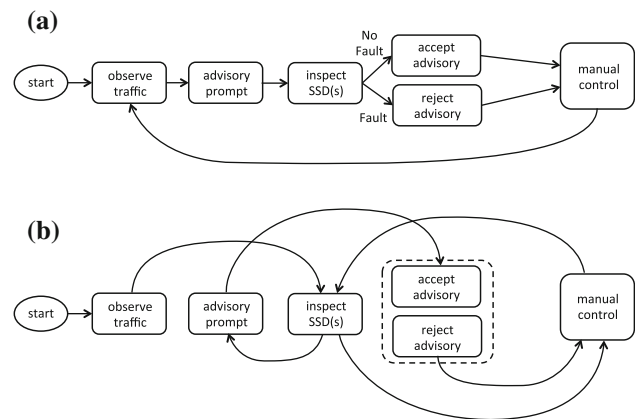 (a)
start
observe
traffic
advisory
prompt
inspect
SSD(s)
No
Fault
Fault
accept
advisory
reject
advisory
manual
control
(b)
start
observe
traffic
advisory
prompt
inspect
SSD(s)
accept
advisory
reject
advisory
manual
control